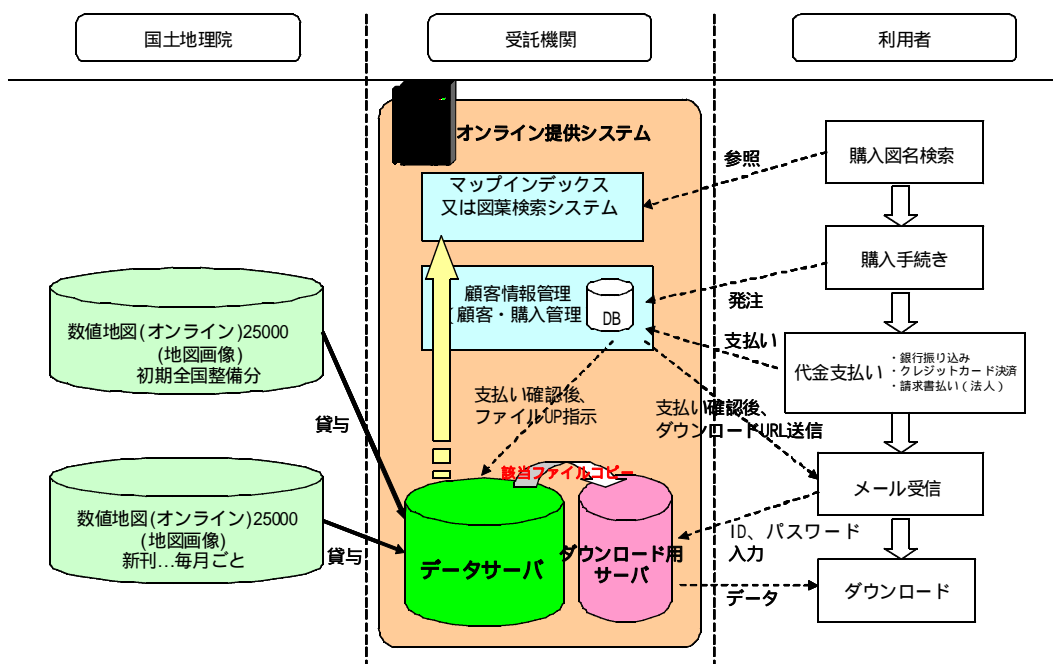 国土地理院
受託機関
利用者
オンライン提供システム
マップインデックス
又は図葉検索システム
参照
購入図名検索
顧客情報管理
(顧客・購入管理
DB
発注
購入手続き
支払い
代金支払い
・銀行振り込み
・クレジットカード決済
・請求書払い(法人)
数値地図(オンライン)25000
(地図画像)
初期全国整備分
貸与
支払い確認後、
ファイルUP指示
支払い確認後、
ダウンロードURL送信
該当ファイルコピー
メール受信
数値地図(オンライン)25000
(地図画像)
新刊…毎月ごと
貸与
データサーバ
ダウンロード用
サーバ
ID、パスワード
入力
データ
ダウンロード